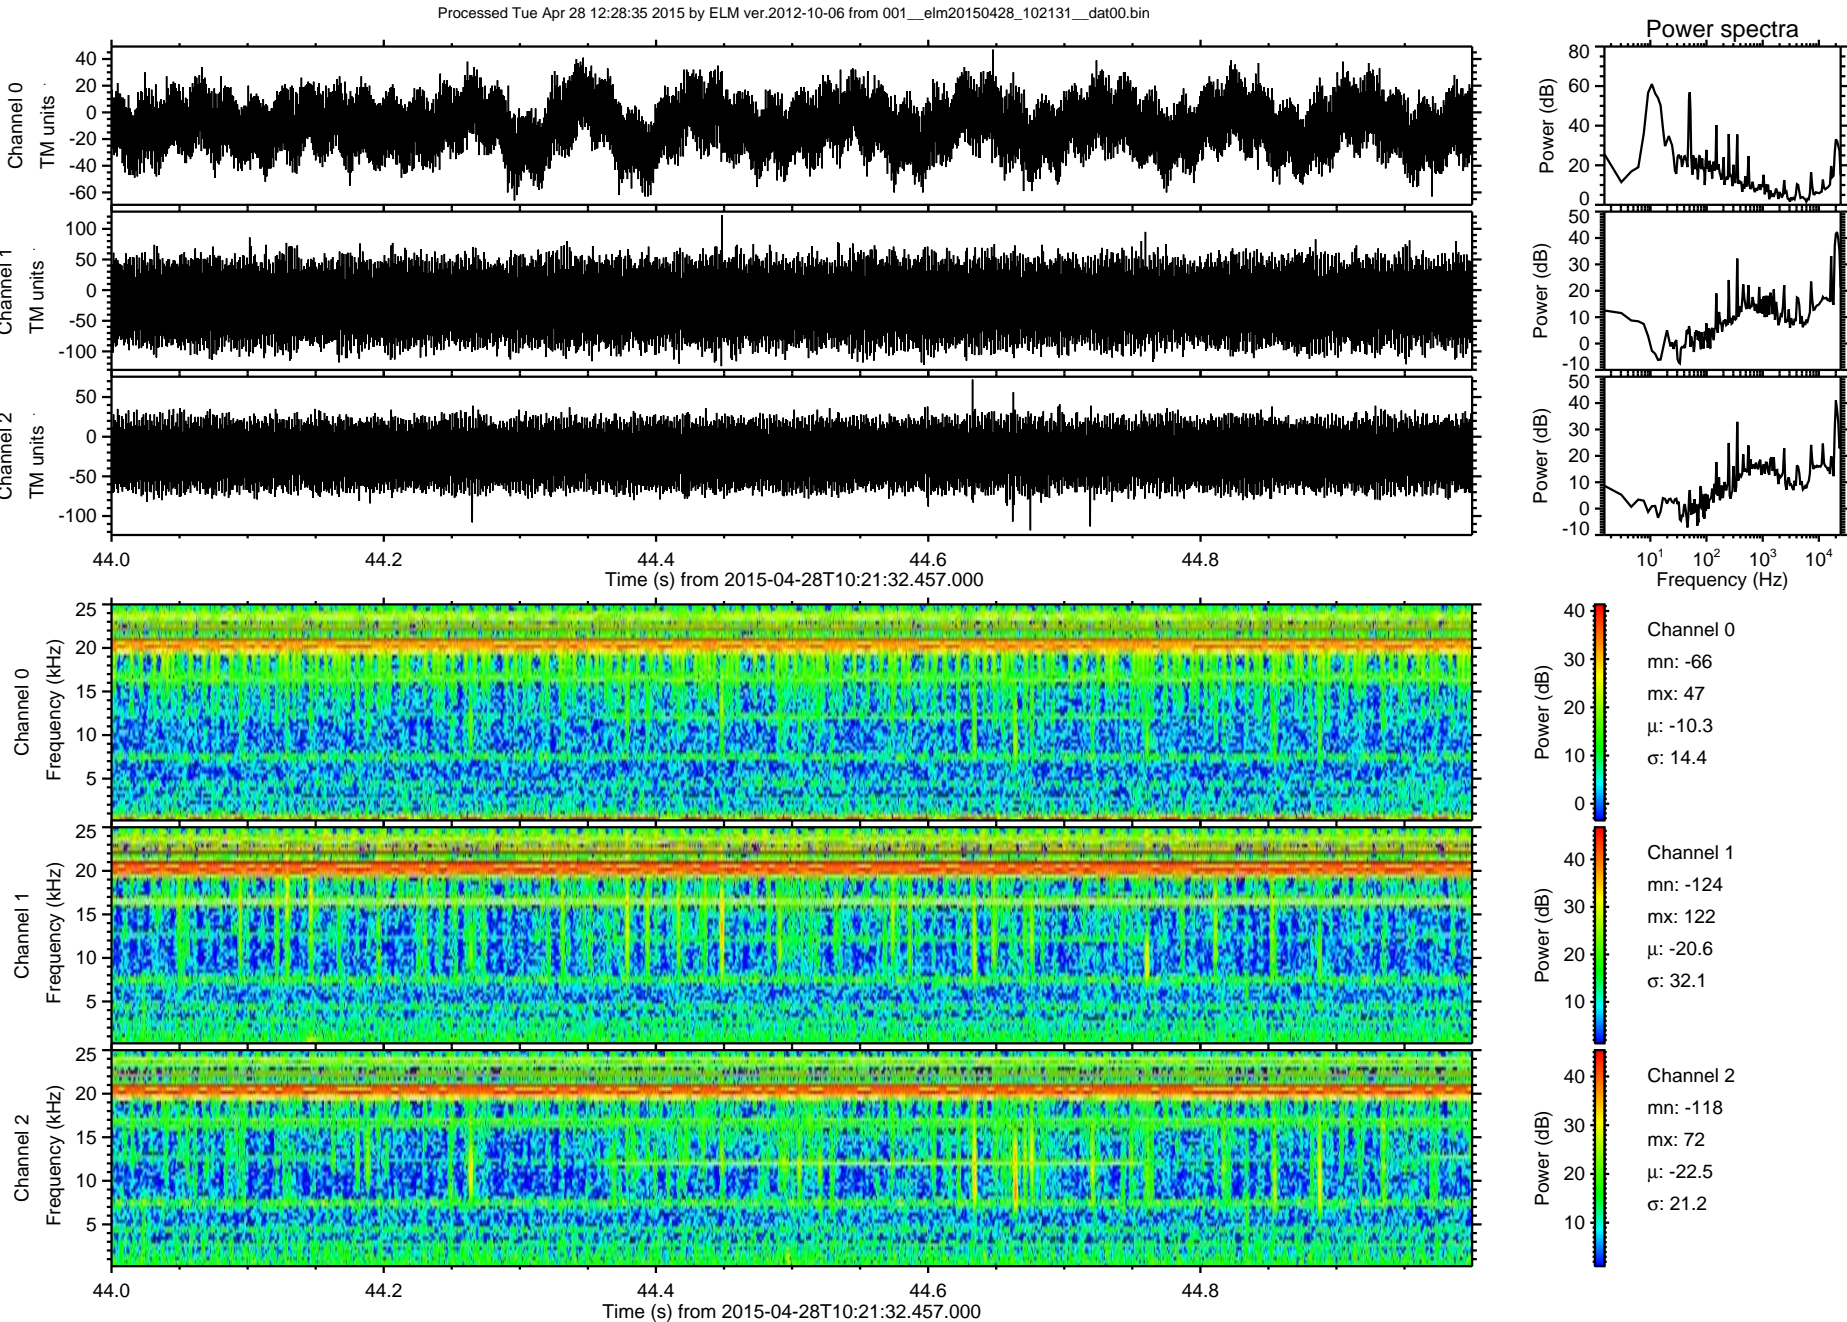 Processed Tue Apr 28 12:28:35 2015 by ELM ver.2012-10-06 from 001__elm20150428_102131__dat00.bin
Power spectra
Channel 0
TM units
40
20
0
-20
-40
-60
Power (dB)
80
60
40
20
0
Channel 1
TM units
100
50
0
-50
-100
Power (dB)
50
40
30
20
10
0
-10
Channel 2
TM units
50
0
-50
-100
Power (dB)
50
40
30
20
10
0
-10
44.0 44.2 44.4 44.6 44.8
Time (s) from 2015-04-28T10:21:32.457.000
10^1 10^2 10^3 10^4
Frequency (Hz)
Channel 0
Frequency (kHz)
25
20
15
10
5
Power (dB)
40
30
20
10
0
Channel 0
mn: -66
mx: 47
µ: -10.3
σ: 14.4
Channel 1
Frequency (kHz)
25
20
15
10
5
Power (dB)
40
30
20
10
Channel 1
mn: -124
mx: 122
µ: -20.6
σ: 32.1
Channel 2
Frequency (kHz)
25
20
15
10
5
Power (dB)
40
30
20
10
Channel 2
mn: -118
mx: 72
µ: -22.5
σ: 21.2
44.0 44.2 44.4 44.6 44.8
Time (s) from 2015-04-28T10:21:32.457.000